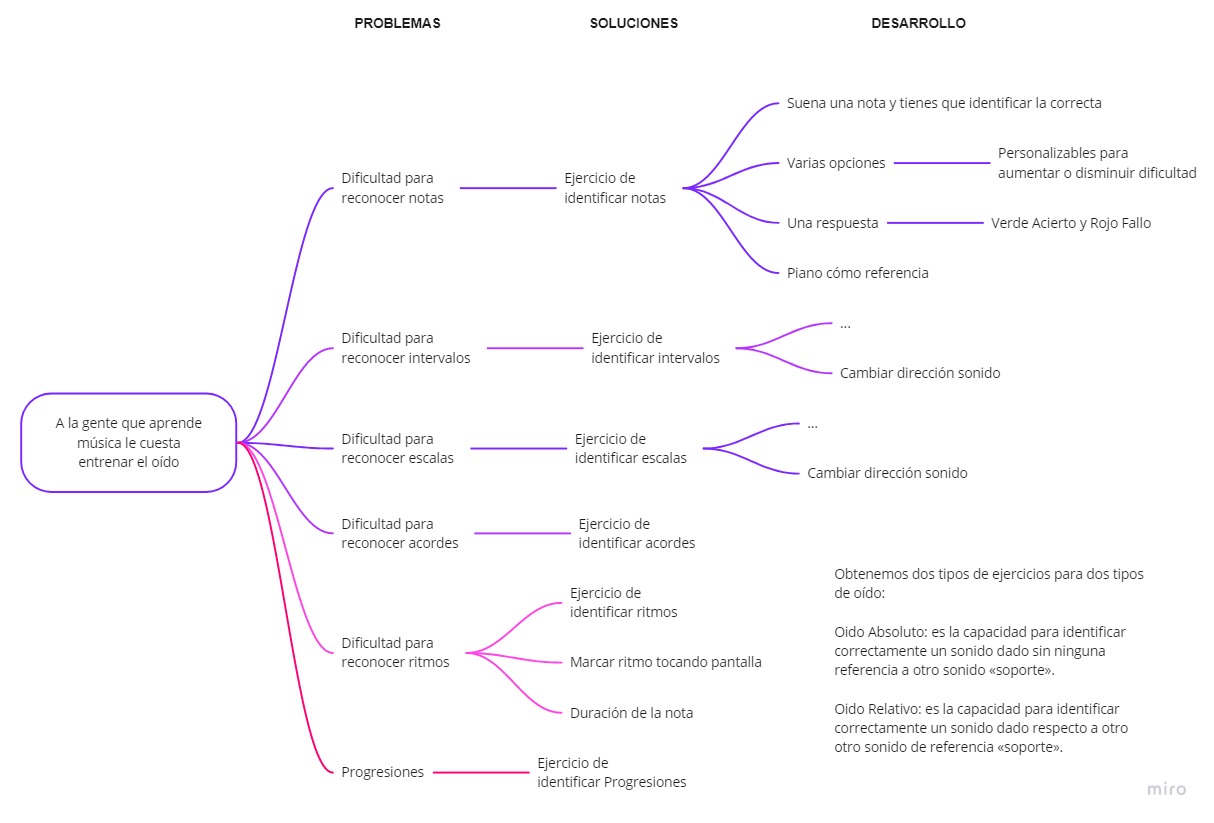 PROBLEMAS
SOLUCIONES
DESARROLLO
A la gente que aprende
música le cuesta
entrenar el oído
Dificultad para
reconocer notas
Ejercicio de
identificar notas
Suena una nota y tienes que identificar la correcta
Varias opciones
Personalizables para
aumentar o disminuir dificultad
Una respuesta
Verde Acierto y Rojo Fallo
Piano cómo referencia
Dificultad para
reconocer intervalos
Ejercicio de
identificar intervalos
...
Cambiar dirección sonido
Dificultad para
reconocer escalas
Ejercicio de
identificar escalas
...
Cambiar dirección sonido
Dificultad para
reconocer acordes
Ejercicio de
identificar acordes
Dificultad para
reconocer ritmos
Ejercicio de
identificar ritmos
Marcar ritmo tocando pantalla
Duración de la nota
Progresiones
Ejercicio de
identificar Progresiones
Obtenemos dos tipos de ejercicios para dos tipos
de oído:
Oido Absoluto: es la capacidad para identificar
correctamente un sonido dado sin ninguna
referencia a otro sonido «soporte».
Oido Relativo: es la capacidad para identificar
correctamente un sonido dado respecto a otro
otro sonido de referencia «soporte».
miro